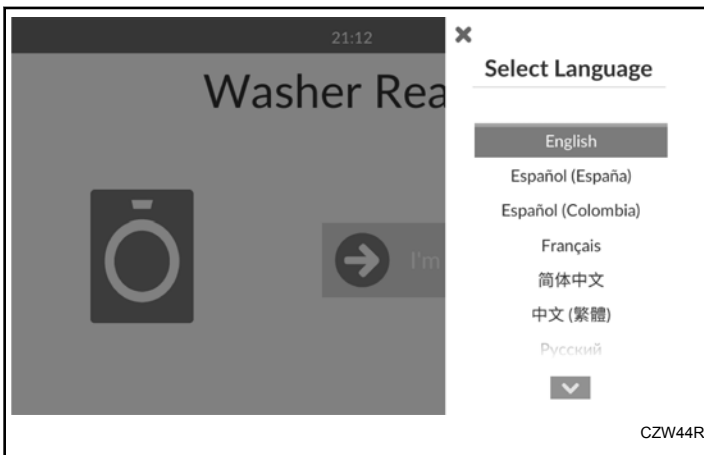 21:12
Washer Rea
I'm
Select Language
English
Español (España)
Español (Colombia)
Français
简体中文
中文 (繁體)
Русский
CZW44R